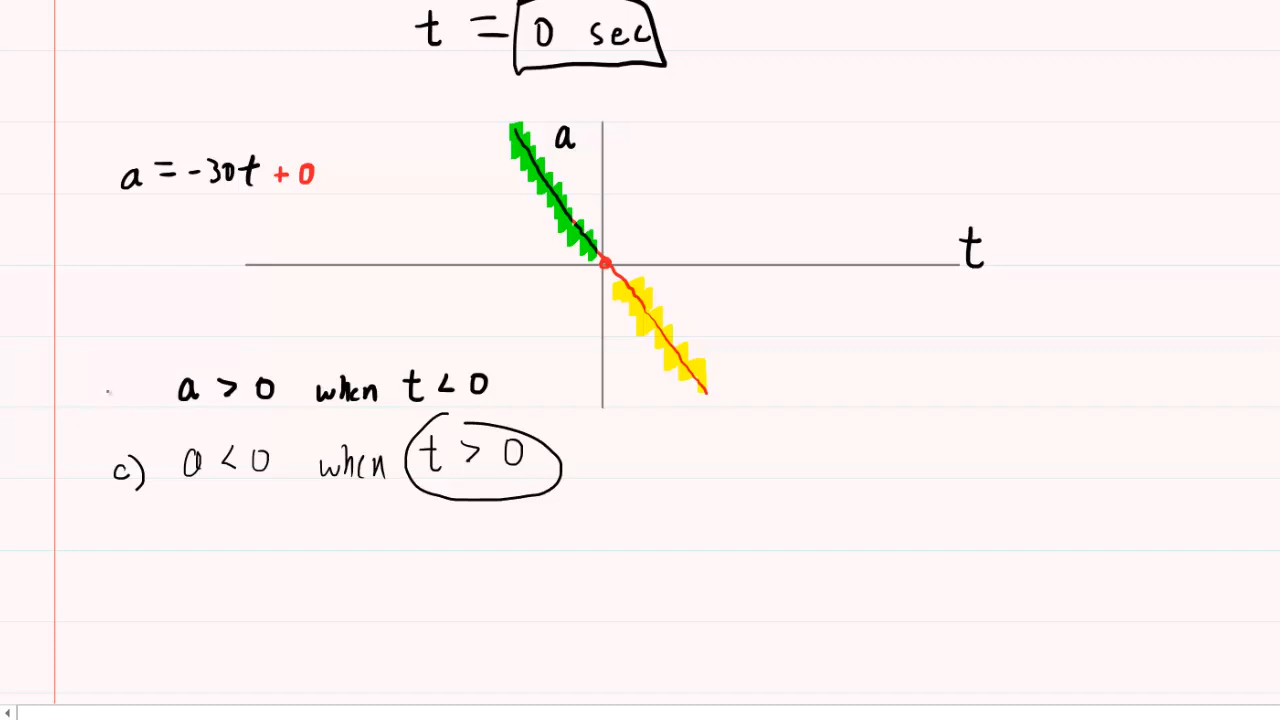 t = 0 sec
a
a = -30t + 0
t
a > 0 when t < 0
c) a < 0 when t > 0